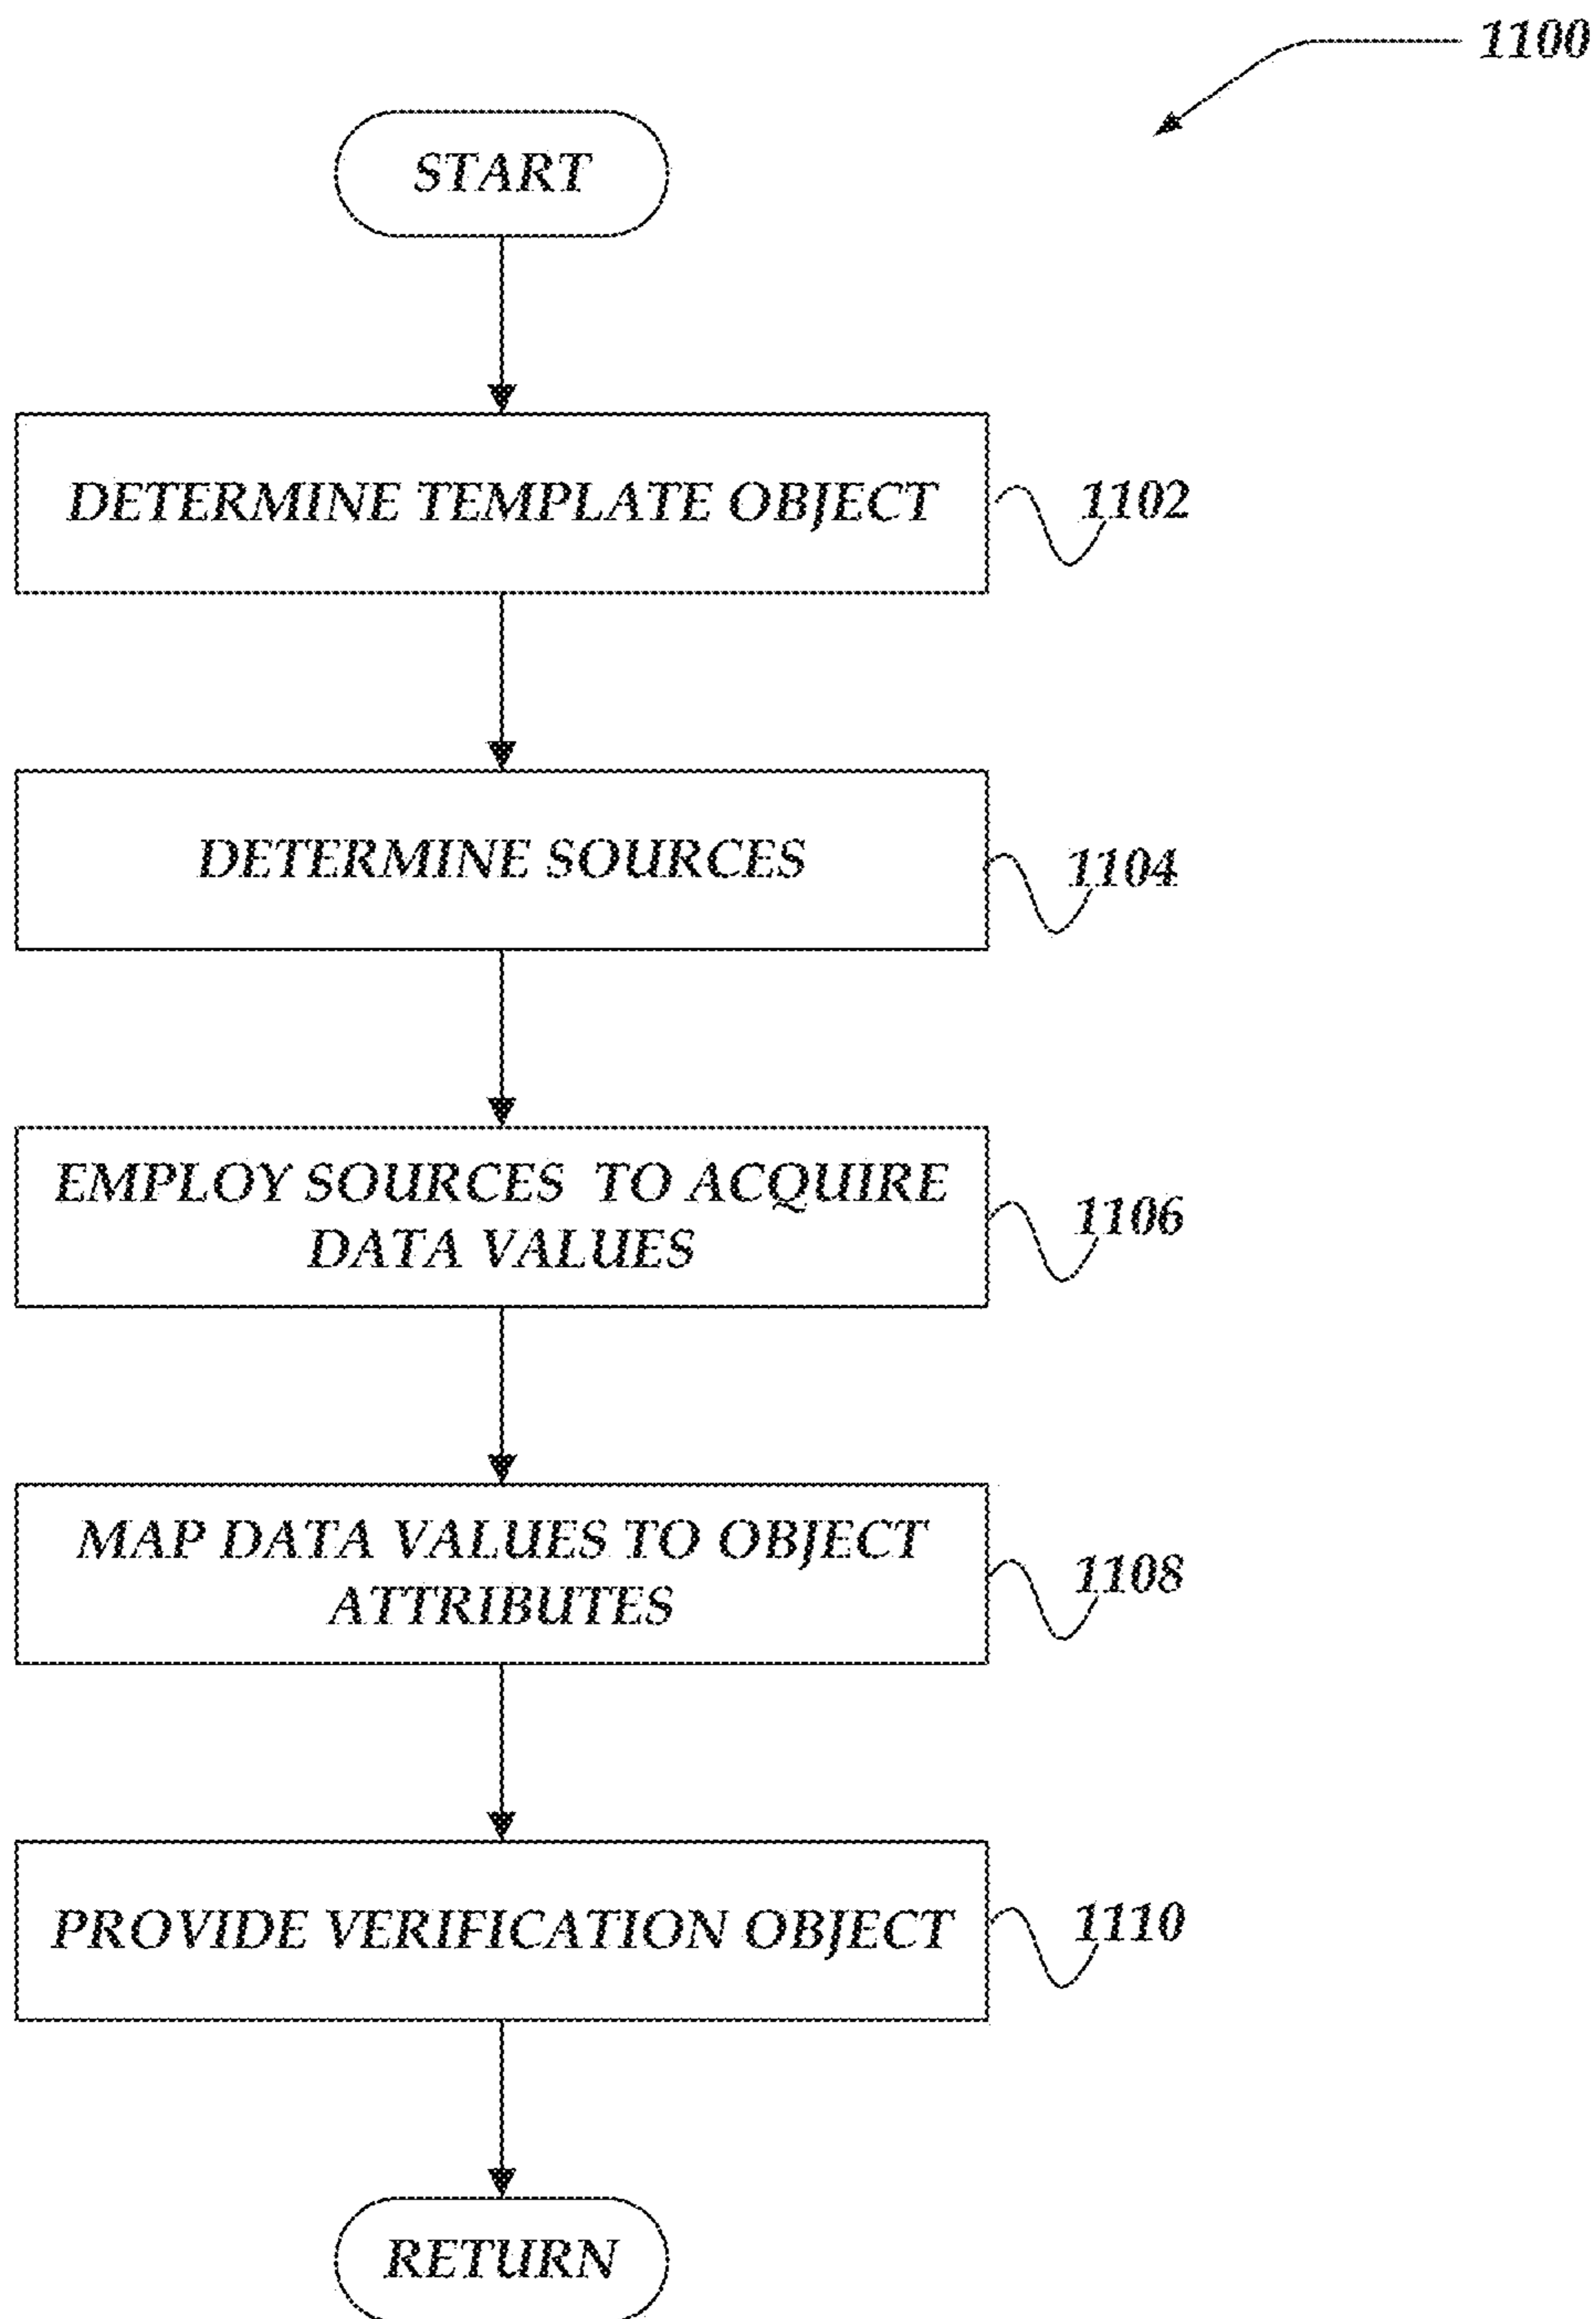 1100
START
DETERMINE TEMPLATE OBJECT
1102
DETERMINE SOURCES
1104
EMPLOY SOURCES TO ACQUIRE
DATA VALUES
1106
MAP DATA VALUES TO OBJECT
ATTRIBUTES
1108
PROVIDE VERIFICATION OBJECT
1110
RETURN